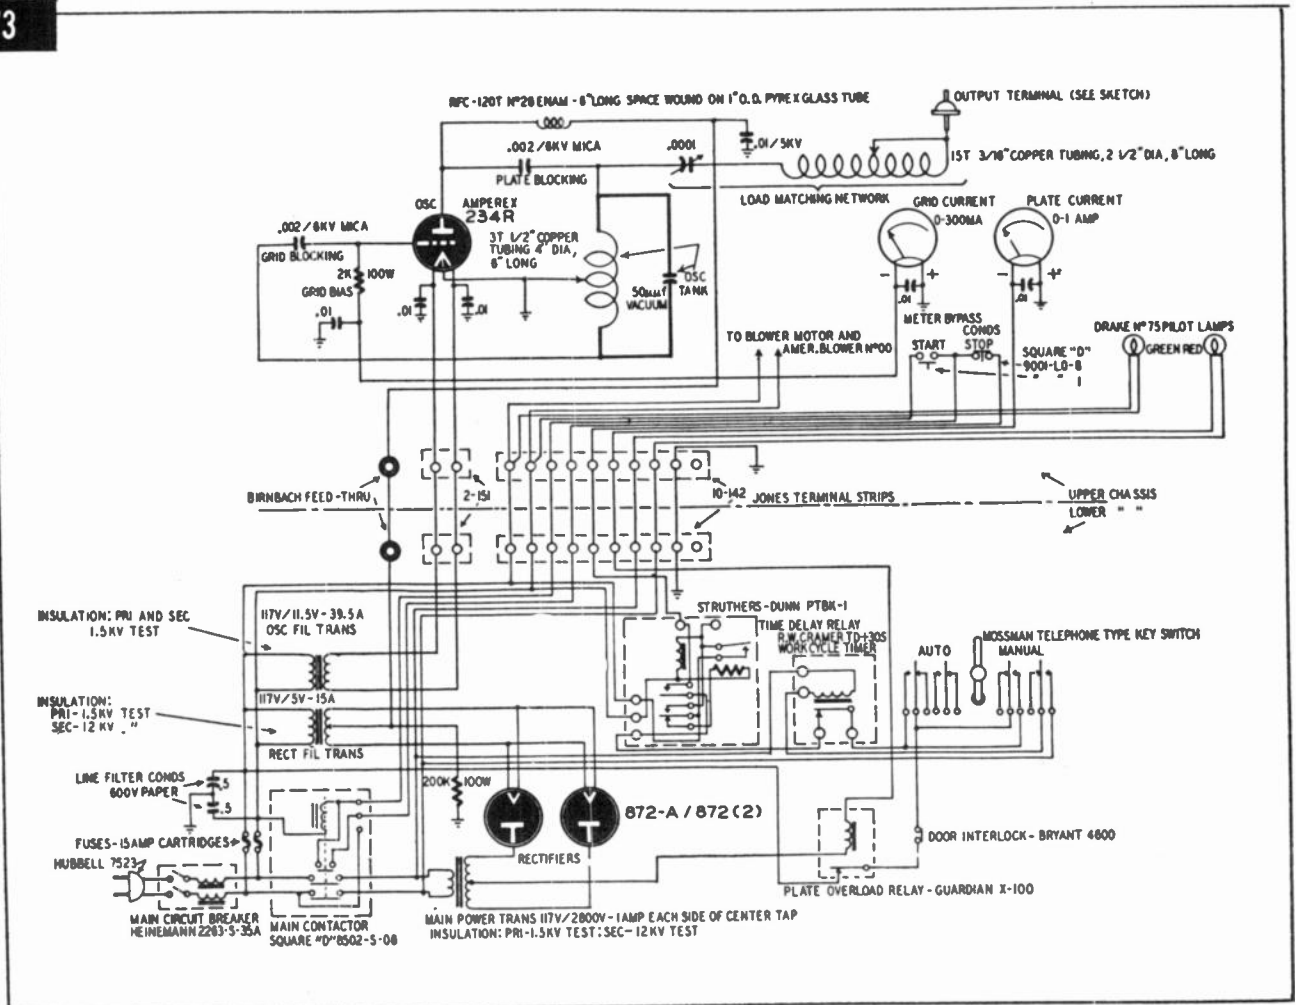 73
RFC-120T Nº28 ENAM - 6" LONG SPACE WOUND ON 1" O.D. PYREX GLASS TUBE
OUTPUT TERMINAL (SEE SKETCH)
.002/6KV MICA
.0001
.01/5KV
15T 3/16" COPPER TUBING, 2 1/2" DIA, 8" LONG
PLATE BLOCKING
LOAD MATCHING NETWORK
OSC
AMPEREX
234R
GRID CURRENT
0-300MA
PLATE CURRENT
0-1 AMP
.002/6KV MICA
GRID BLOCKING
3T 1/2" COPPER
TUBING 4" DIA,
6" LONG
2K
100W
GRID BIAS
- +
- +
OSC
TANK
50µµf
VACUUM
.01
.01
.01
.01
.01
METER BYPASS
CONDS
START
STOP
TO BLOWER MOTOR AND
AMER. BLOWER Nº00
SQUARE "D"
9001-LO-8
" " 1
DRAKE Nº75 PILOT LAMPS
GREEN RED
BIRNBACH FEED-THRU
2-151
10-142
JONES TERMINAL STRIPS
UPPER CHASSIS
LOWER " "
INSULATION: PRI AND SEC
1.5KV TEST
117V/11.5V-39.5A
OSC FIL TRANS
STRUTHERS-DUNN PTBK-1
TIME DELAY RELAY
R.W. CRAMER TD+30S
WORK CYCLE TIMER
MOSSMAN TELEPHONE TYPE KEY SWITCH
AUTO
MANUAL
117V/5V-15A
INSULATION:
PRI-1.5KV TEST
SEC-12 KV "
RECT FIL TRANS
LINE FILTER CONDS
600V PAPER
.5
.5
200K
100W
872-A/872(2)
FUSES-15AMP CARTRIDGES
HUBBELL 7523
RECTIFIERS
DOOR INTERLOCK-BRYANT 4600
PLATE OVERLOAD RELAY-GUARDIAN X-100
MAIN CIRCUIT BREAKER
HEINEMANN 2263-S-35A
MAIN CONTACTOR
SQUARE "D" 8502-S-08
MAIN POWER TRANS 117V/2800V-1AMP EACH SIDE OF CENTER TAP
INSULATION: PRI-1.5KV TEST: SEC-12KV TEST